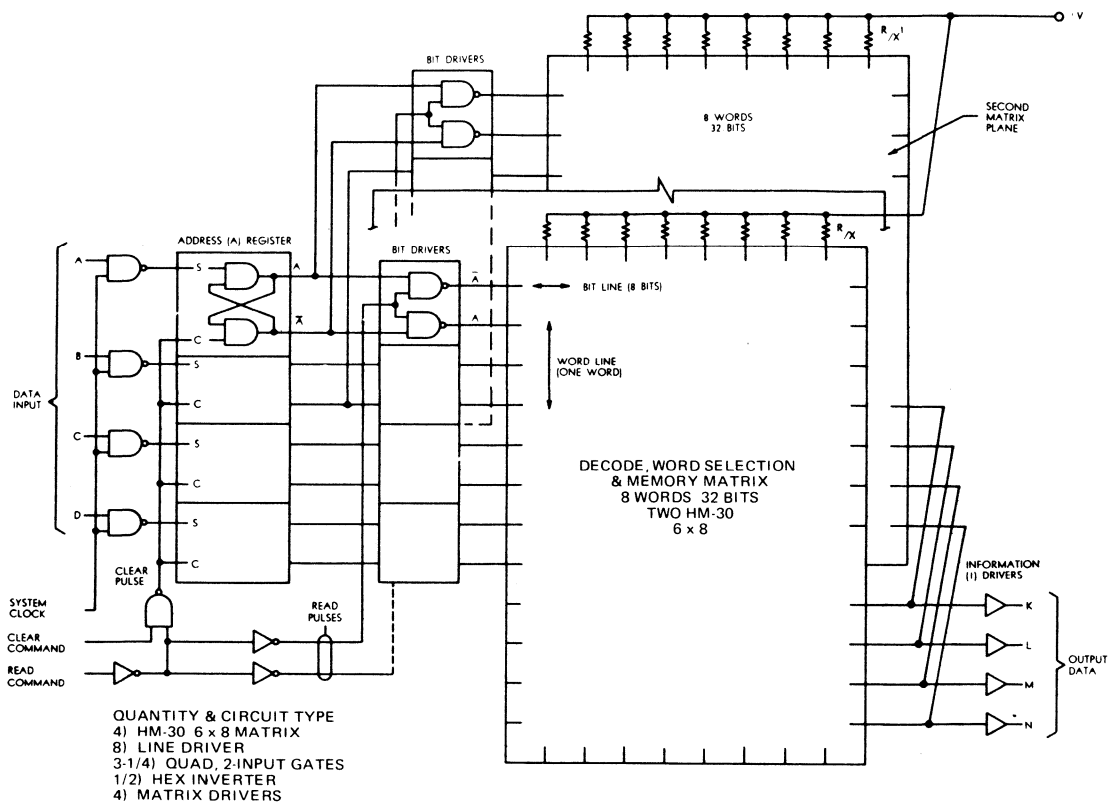 'V
R/X'
BIT DRIVERS
8 WORDS
32 BITS
SECOND
MATRIX
PLANE
R/X
ADDRESS (A) REGISTER
BIT DRIVERS
A
S
A
A̅
BIT LINE (8 BITS)
A̅
A
C
WORD LINE
(ONE WORD)
B
S
DATA
INPUT
C
C
S
DECODE, WORD SELECTION
& MEMORY MATRIX
8 WORDS 32 BITS
TWO HM-30
6 x 8
C
D
S
C
CLEAR
PULSE
INFORMATION
(I) DRIVERS
READ
PULSES
SYSTEM
CLOCK
K
CLEAR
COMMAND
L
OUTPUT
DATA
READ
COMMAND
M
N
QUANTITY & CIRCUIT TYPE
4) HM-30 6 x 8 MATRIX
8) LINE DRIVER
3-1/4) QUAD, 2-INPUT GATES
1/2) HEX INVERTER
4) MATRIX DRIVERS